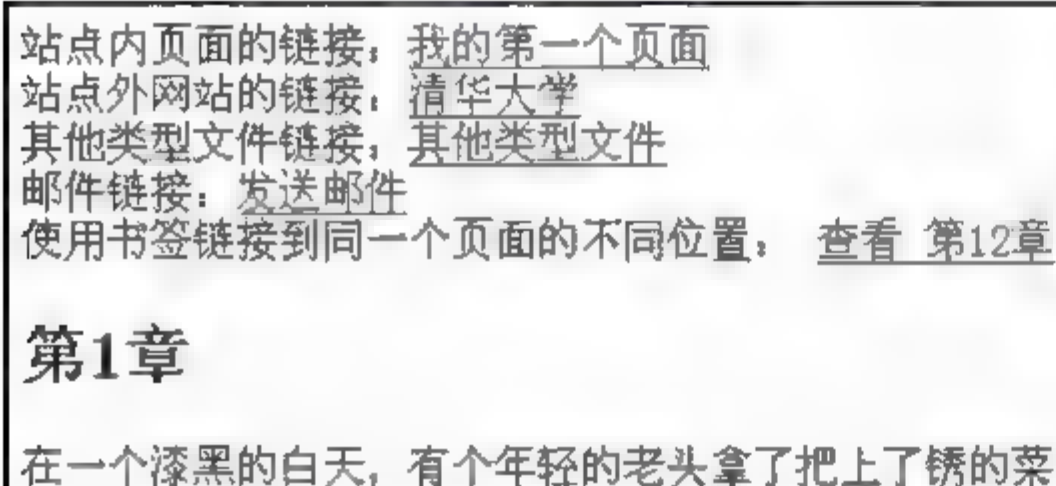 站点内页面的链接：我的第一个页面
站点外网站的链接：清华大学
其他类型文件链接：其他类型文件
邮件链接：发送邮件
使用书签链接到同一个页面的不同位置： 查看 第12章
第1章
在一个漆黑的白天，有个年轻的老头拿了把上了锈的菜